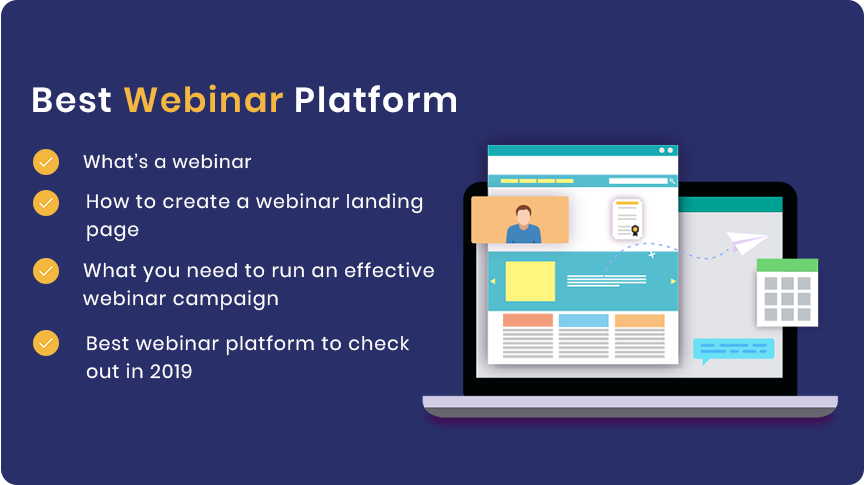 Best Webinar Platform
What's a webinar
How to create a webinar landing
page
What you need to run an effective
webinar campaign
Best webinar platform to check
out in 2019